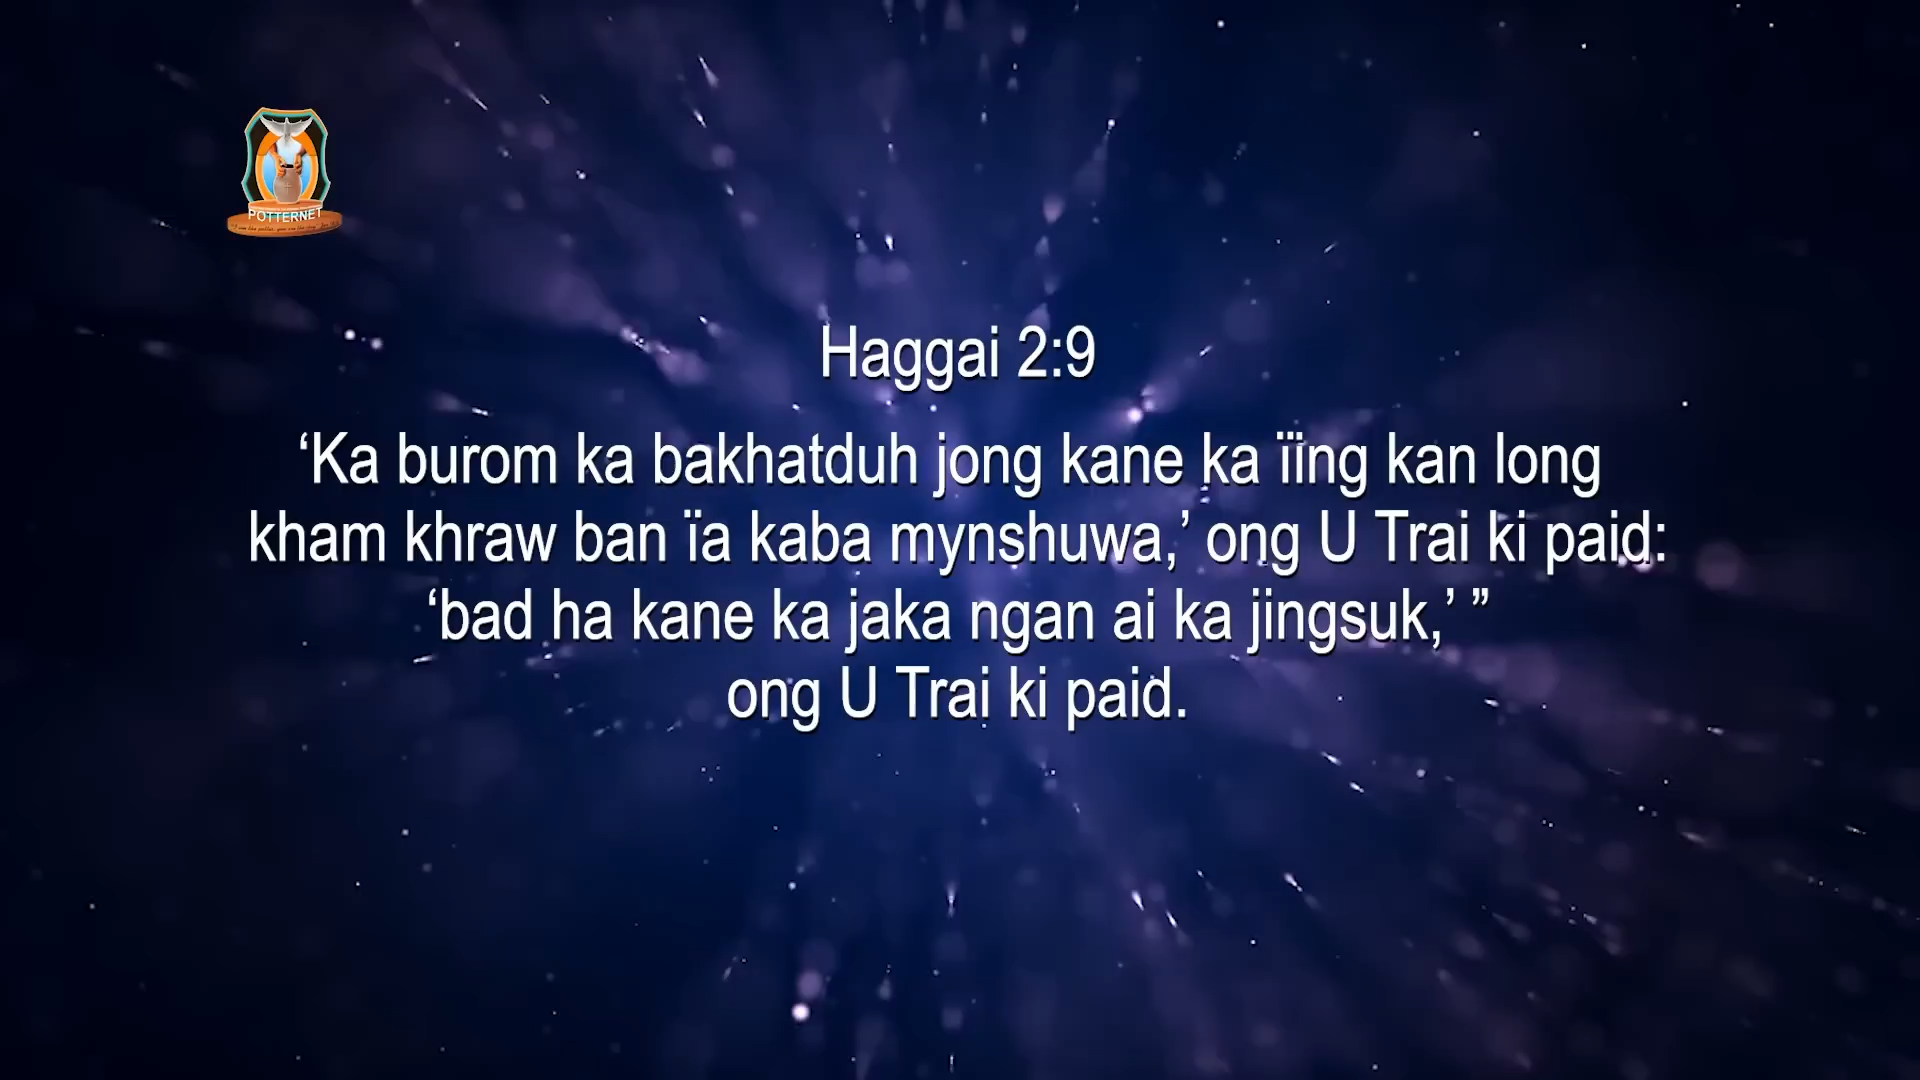 POTTERNET
Haggai 2:9
‘Ka burom ka bakhatduh jong kane ka ïing kan long
kham khraw ban ïa kaba mynshuwa,’ ong U Trai ki paid:
‘bad ha kane ka jaka ngan ai ka jingsuk,’ ”
ong U Trai ki paid.